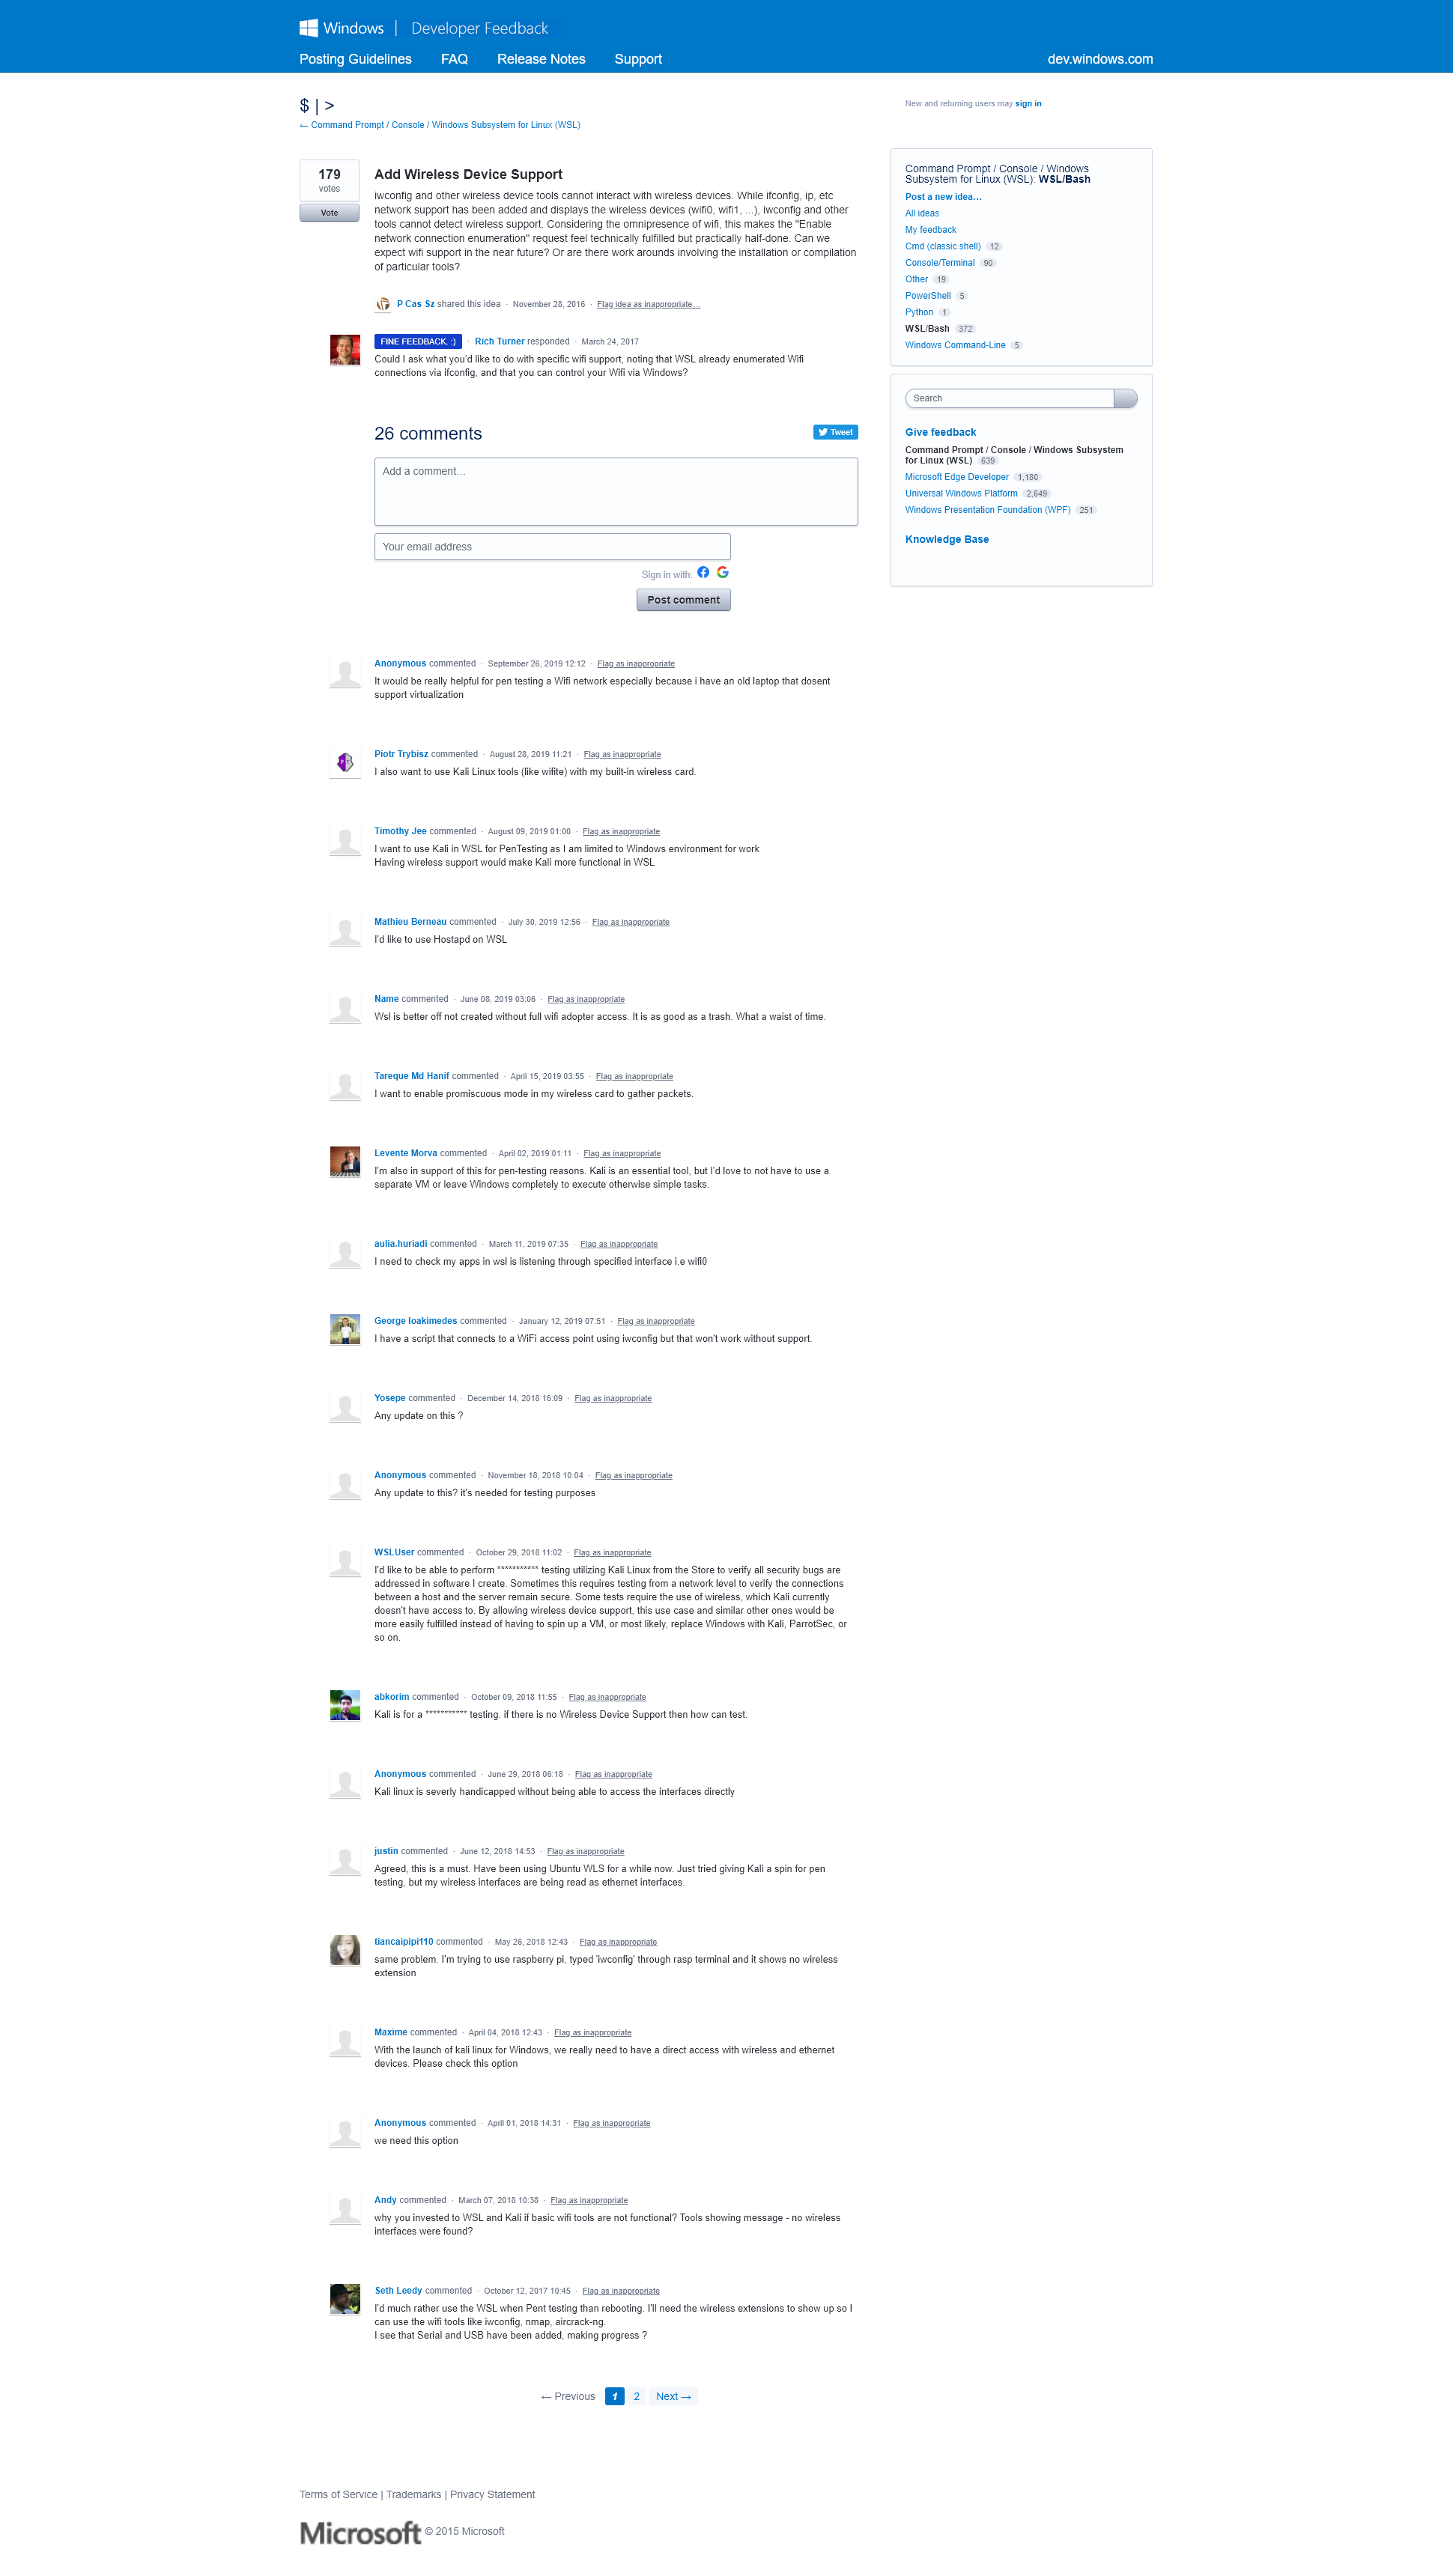 Windows | Developer Feedback
Posting Guidelines FAQ Release Notes Support dev.windows.com
$ | >
← Command Prompt / Console / Windows Subsystem for Linux (WSL)
New and returning users may sign in
179
votes
Vote
Add Wireless Device Support
iwconfig and other wireless device tools cannot interact with wireless devices. While ifconfig, ip, etc
network support has been added and displays the wireless devices (wifi0, wifi1, ...), iwconfig and other
tools cannot detect wireless support. Considering the omnipresence of wifi, this makes the "Enable
network connection enumeration" request feel technically fulfilled but practically half-done. Can we
expect wifi support in the near future? Or are there work arounds involving the installation or compilation
of particular tools?
P Cas Sz shared this idea · November 28, 2016 · Flag idea as inappropriate…
FINE FEEDBACK. :) · Rich Turner responded · March 24, 2017
Could I ask what you'd like to do with specific wifi support, noting that WSL already enumerated Wifi
connections via ifconfig, and that you can control your Wifi via Windows?
26 comments
Tweet
Add a comment…
Your email address
Sign in with:
Post comment
Anonymous commented · September 26, 2019 12:12 · Flag as inappropriate
It would be really helpful for pen testing a Wifi network especially because i have an old laptop that dosent
support virtualization
Piotr Trybisz commented · August 28, 2019 11:21 · Flag as inappropriate
I also want to use Kali Linux tools (like wifite) with my built-in wireless card.
Timothy Jee commented · August 09, 2019 01:00 · Flag as inappropriate
I want to use Kali in WSL for PenTesting as I am limited to Windows environment for work
Having wireless support would make Kali more functional in WSL
Mathieu Berneau commented · July 30, 2019 12:56 · Flag as inappropriate
I'd like to use Hostapd on WSL
Name commented · June 08, 2019 03:06 · Flag as inappropriate
Wsl is better off not created without full wifi adopter access. It is as good as a trash. What a waist of time.
Tareque Md Hanif commented · April 15, 2019 03:55 · Flag as inappropriate
I want to enable promiscuous mode in my wireless card to gather packets.
Levente Morva commented · April 02, 2019 01:11 · Flag as inappropriate
I'm also in support of this for pen-testing reasons. Kali is an essential tool, but I'd love to not have to use a
separate VM or leave Windows completely to execute otherwise simple tasks.
aulia.huriadi commented · March 11, 2019 07:35 · Flag as inappropriate
I need to check my apps in wsl is listening through specified interface i.e wifi0
George Ioakimedes commented · January 12, 2019 07:51 · Flag as inappropriate
I have a script that connects to a WiFi access point using iwconfig but that won't work without support.
Yosepe commented · December 14, 2018 16:09 · Flag as inappropriate
Any update on this ?
Anonymous commented · November 18, 2018 10:04 · Flag as inappropriate
Any update to this? it's needed for testing purposes
WSLUser commented · October 29, 2018 11:02 · Flag as inappropriate
I'd like to be able to perform *********** testing utilizing Kali Linux from the Store to verify all security bugs are
addressed in software I create. Sometimes this requires testing from a network level to verify the connections
between a host and the server remain secure. Some tests require the use of wireless, which Kali currently
doesn't have access to. By allowing wireless device support, this use case and similar other ones would be
more easily fulfilled instead of having to spin up a VM, or most likely, replace Windows with Kali, ParrotSec, or
so on.
abkorim commented · October 09, 2018 11:55 · Flag as inappropriate
Kali is for a *********** testing. if there is no Wireless Device Support then how can test.
Anonymous commented · June 29, 2018 06:18 · Flag as inappropriate
Kali linux is severly handicapped without being able to access the interfaces directly
justin commented · June 12, 2018 14:53 · Flag as inappropriate
Agreed, this is a must. Have been using Ubuntu WLS for a while now. Just tried giving Kali a spin for pen
testing, but my wireless interfaces are being read as ethernet interfaces.
tiancaipipi110 commented · May 26, 2018 12:43 · Flag as inappropriate
same problem. I'm trying to use raspberry pi, typed 'iwconfig' through rasp terminal and it shows no wireless
extension
Maxime commented · April 04, 2018 12:43 · Flag as inappropriate
With the launch of kali linux for Windows, we really need to have a direct access with wireless and ethernet
devices. Please check this option
Anonymous commented · April 01, 2018 14:31 · Flag as inappropriate
we need this option
Andy commented · March 07, 2018 10:38 · Flag as inappropriate
why you invested to WSL and Kali if basic wifi tools are not functional? Tools showing message - no wireless
interfaces were found?
Seth Leedy commented · October 12, 2017 10:45 · Flag as inappropriate
I'd much rather use the WSL when Pent testing than rebooting. I'll need the wireless extensions to show up so I
can use the wifi tools like iwconfig, nmap, aircrack-ng.
I see that Serial and USB have been added, making progress ?
← Previous 1 2 Next →
Command Prompt / Console / Windows
Subsystem for Linux (WSL): WSL/Bash
Post a new idea…
All ideas
My feedback
Cmd (classic shell) 12
Console/Terminal 90
Other 19
PowerShell 5
Python 1
WSL/Bash 372
Windows Command-Line 5
Search
Give feedback
Command Prompt / Console / Windows Subsystem
for Linux (WSL) 639
Microsoft Edge Developer 1,180
Universal Windows Platform 2,649
Windows Presentation Foundation (WPF) 251
Knowledge Base
Terms of Service | Trademarks | Privacy Statement
Microsoft © 2015 Microsoft